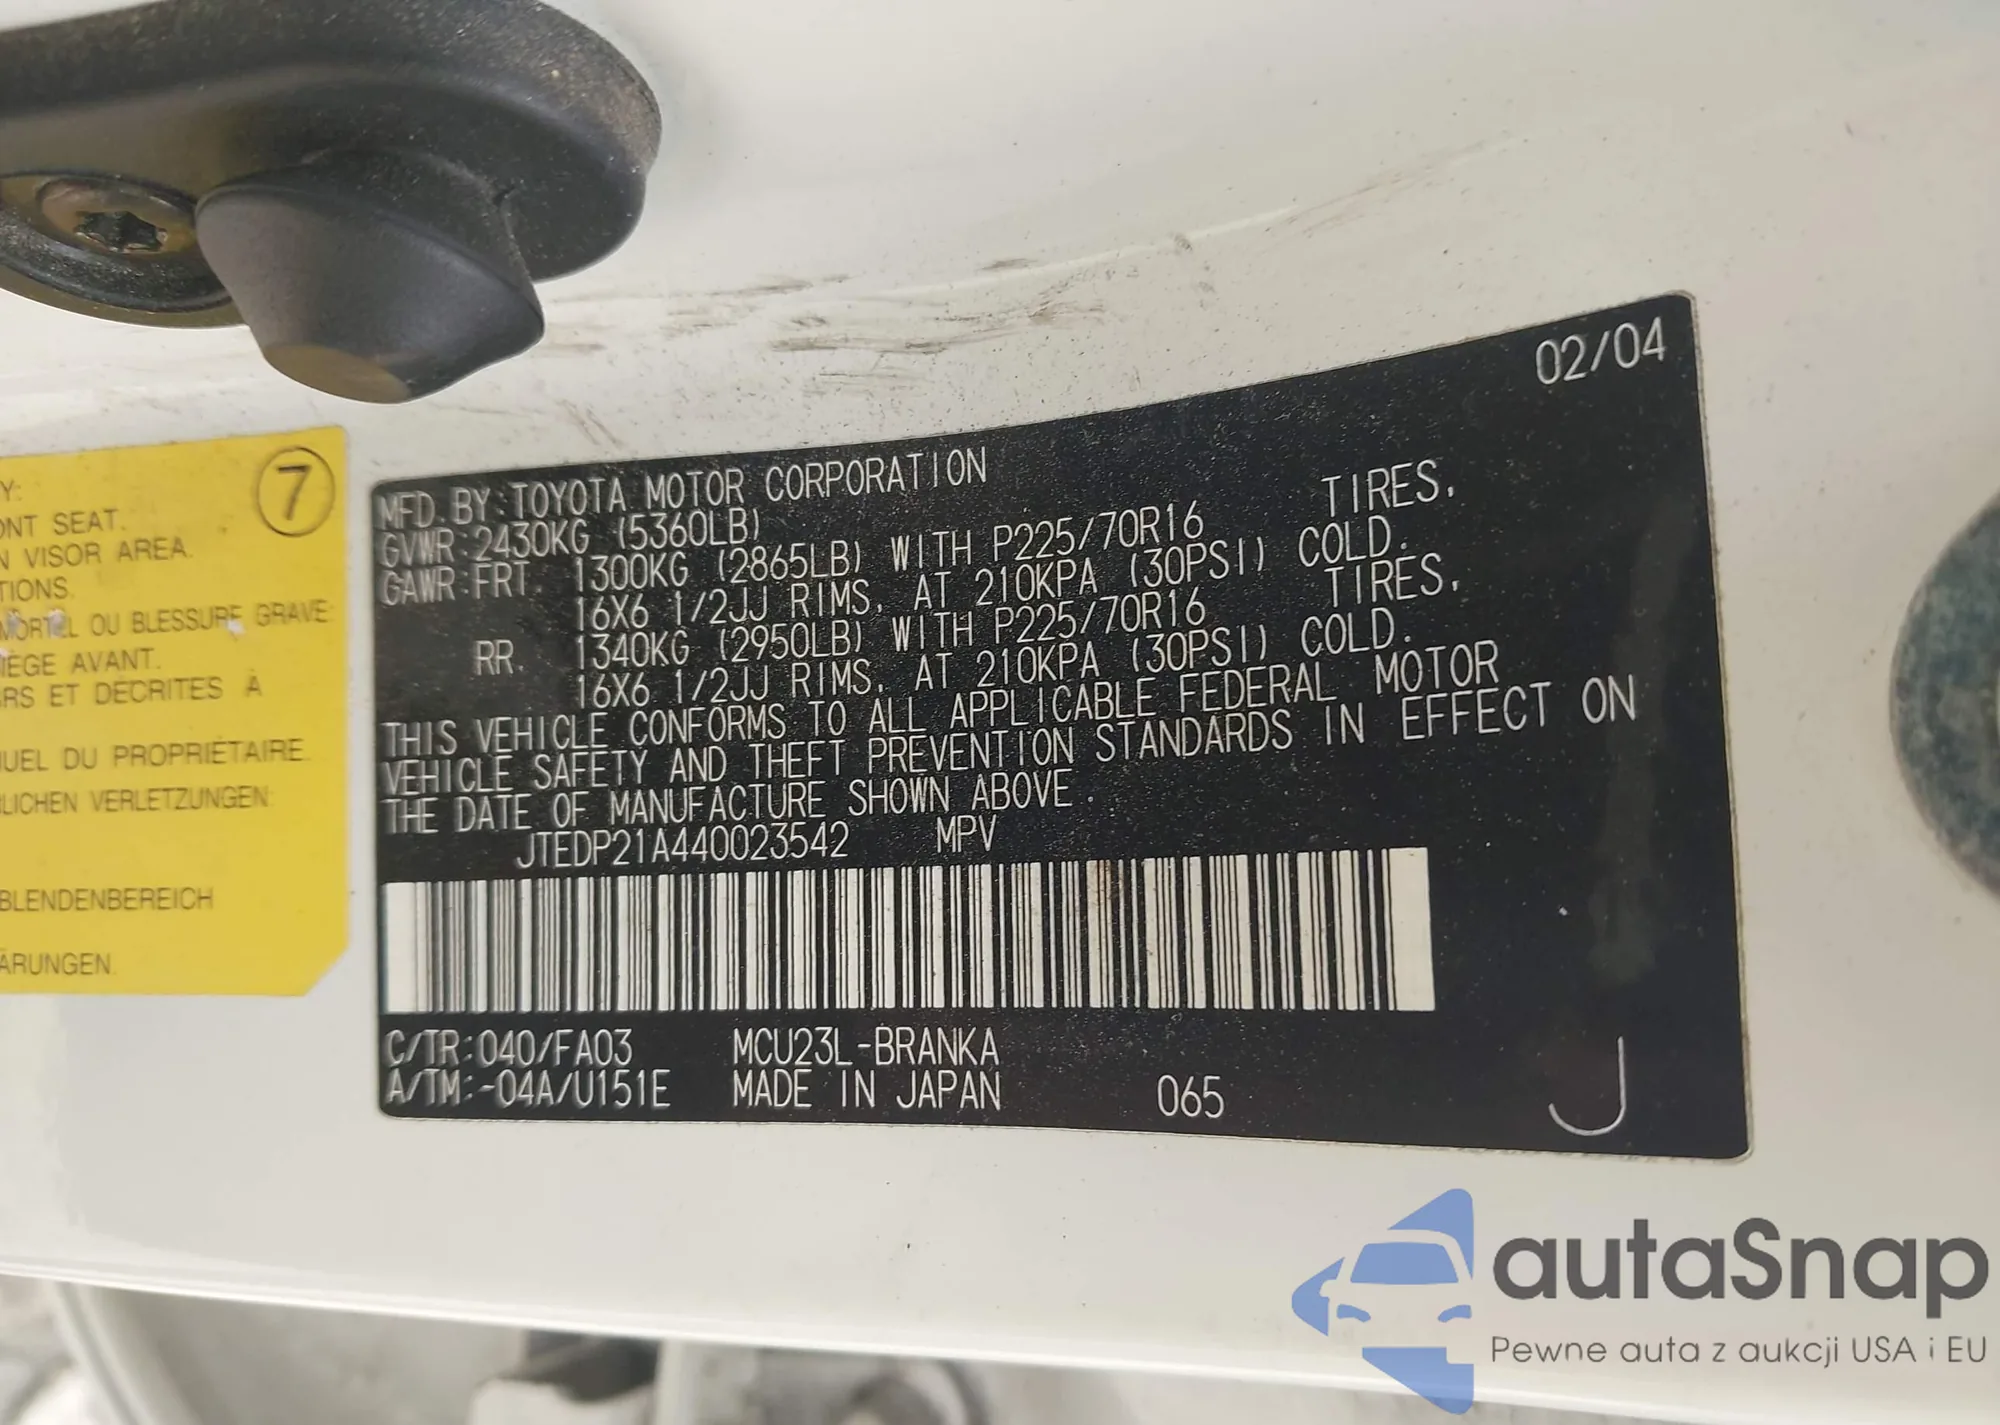 02/04
MFD. BY: TOYOTA MOTOR CORPORATION
GVWR: 2430KG (5360LB)
GAWR: FRT. 1300KG (2865LB) WITH P225/70R16 TIRES,
16X6 1/2JJ RIMS, AT 210KPA (30PSI) COLD.
RR. 1340KG (2950LB) WITH P225/70R16 TIRES,
16X6 1/2JJ RIMS, AT 210KPA (30PSI) COLD.
THIS VEHICLE CONFORMS TO ALL APPLICABLE FEDERAL MOTOR
VEHICLE SAFETY AND THEFT PREVENTION STANDARDS IN EFFECT ON
THE DATE OF MANUFACTURE SHOWN ABOVE.
JTEDP21A440023542 MPV
C/TR: 040/FA03 MCU23L-BRANKA
A/TM: -04A/U151E MADE IN JAPAN 065 J
7
Y:
ONT SEAT.
N VISOR AREA.
TIONS.
MORTEL OU BLESSURE GRAVE
IÈGE AVANT.
RS ET DÉCRITES À
UEL DU PROPRIÉTAIRE.
LICHEN VERLETZUNGEN:
BLENDENBEREICH
ÄRUNGEN.
autaSnap
Pewne auta z aukcji USA i EU